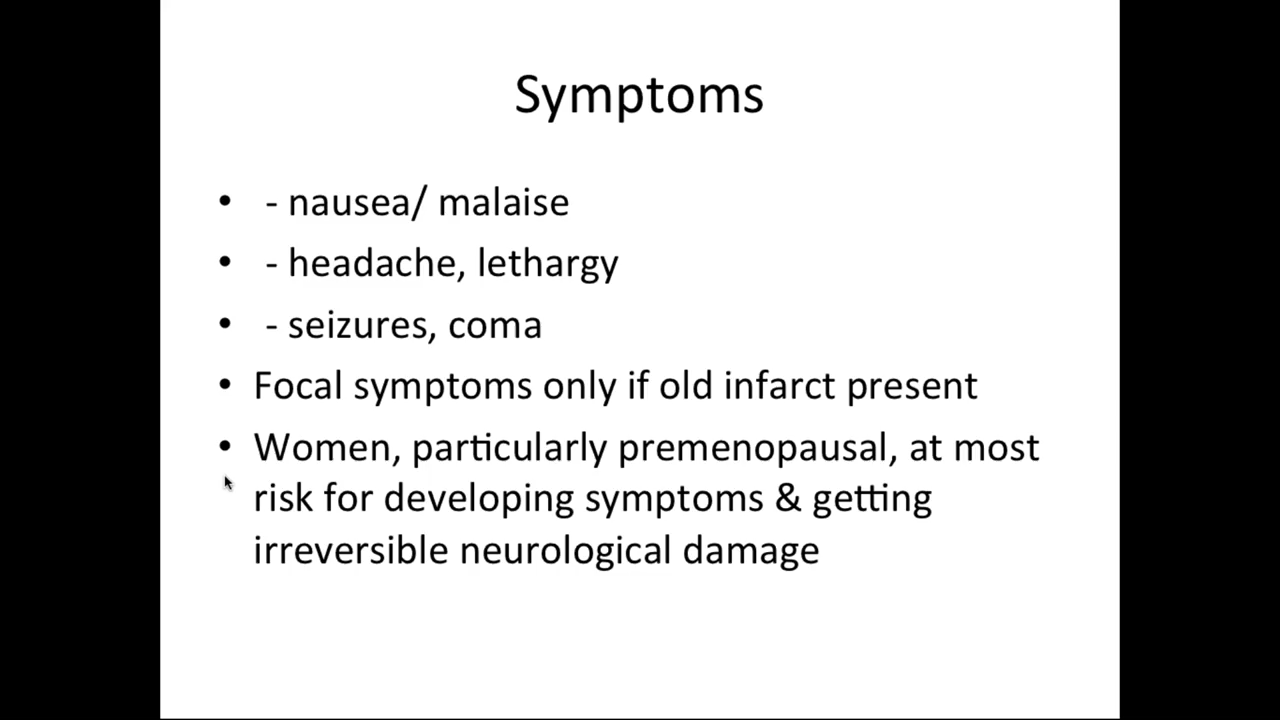 Symptoms
• - nausea/ malaise
• - headache, lethargy
• - seizures, coma
• Focal symptoms only if old infarct present
• Women, particularly premenopausal, at most
risk for developing symptoms & getting
irreversible neurological damage